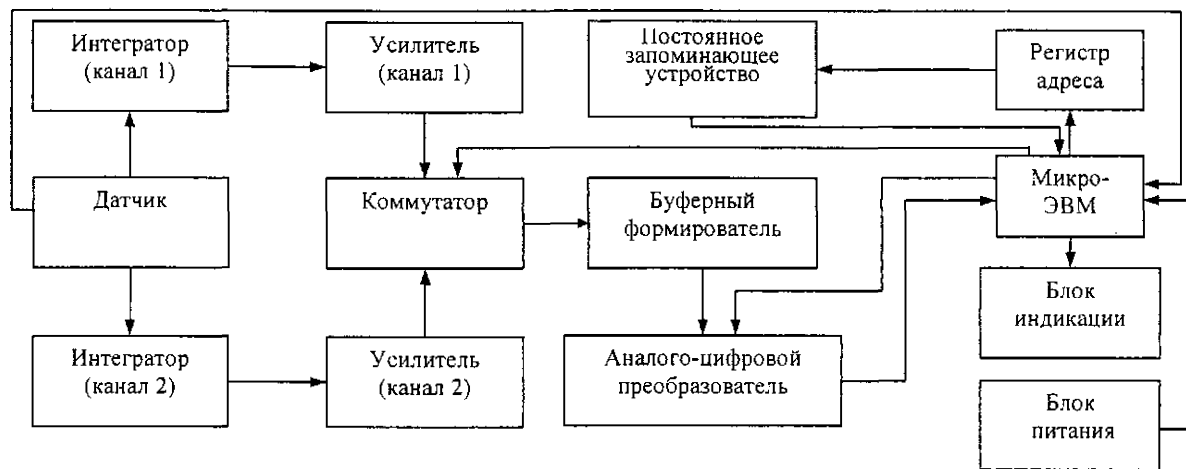 Интегратор
(канал 1)
Усилитель
(канал 1)
Постоянное
запоминающее
устройство
Регистр
адреса
Датчик
Коммутатор
Буферный
формирователь
Микро-
ЭВМ
Интегратор
(канал 2)
Усилитель
(канал 2)
Аналого-цифровой
преобразователь
Блок
индикации
Блок
питания